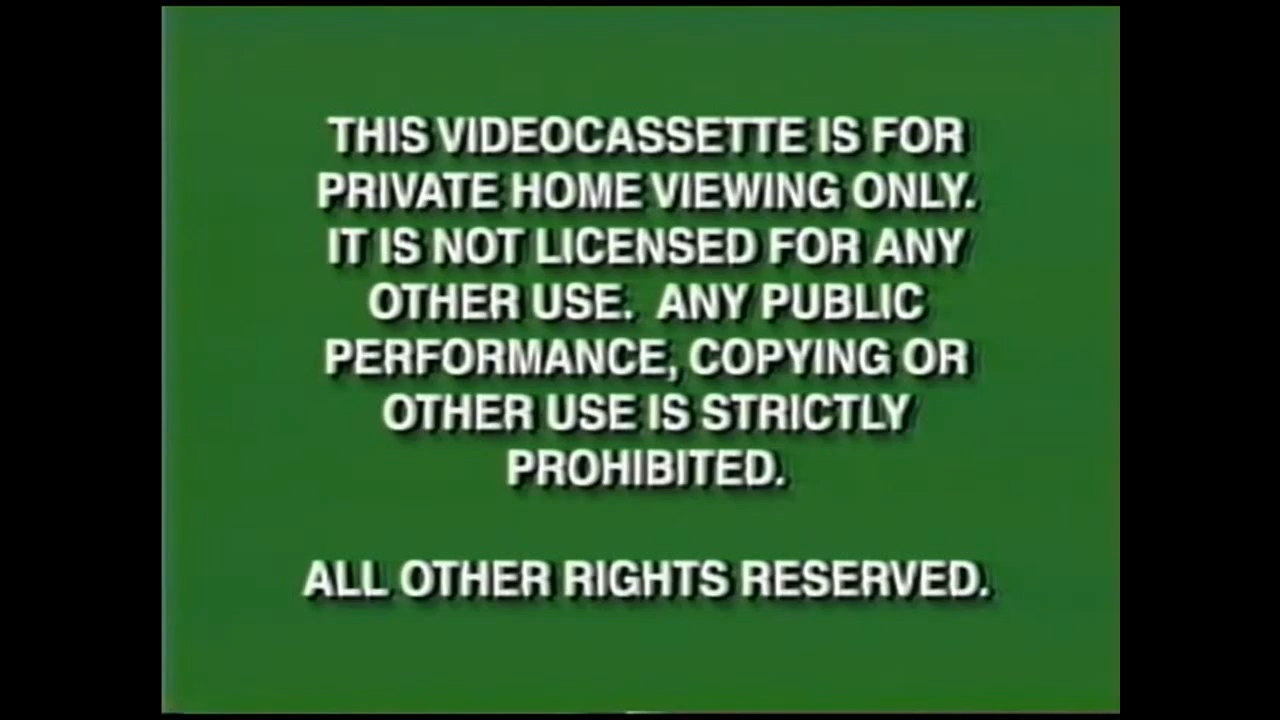 THIS VIDEOCASSETTE IS FOR
PRIVATE HOME VIEWING ONLY.
IT IS NOT LICENSED FOR ANY
OTHER USE.  ANY PUBLIC
PERFORMANCE, COPYING OR
OTHER USE IS STRICTLY
PROHIBITED.
ALL OTHER RIGHTS RESERVED.